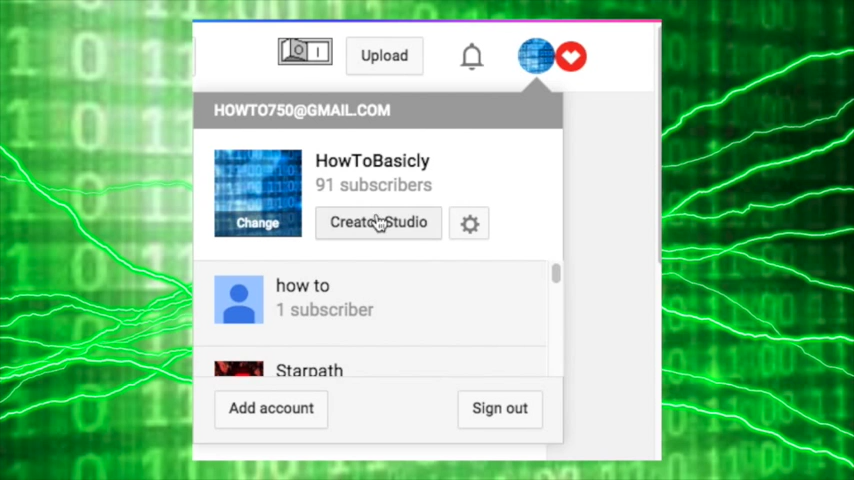 Upload
HOWTO750@GMAIL.COM
HowToBasicly
91 subscribers
Change
Creator Studio
how to
1 subscriber
Starpath
Add account
Sign out